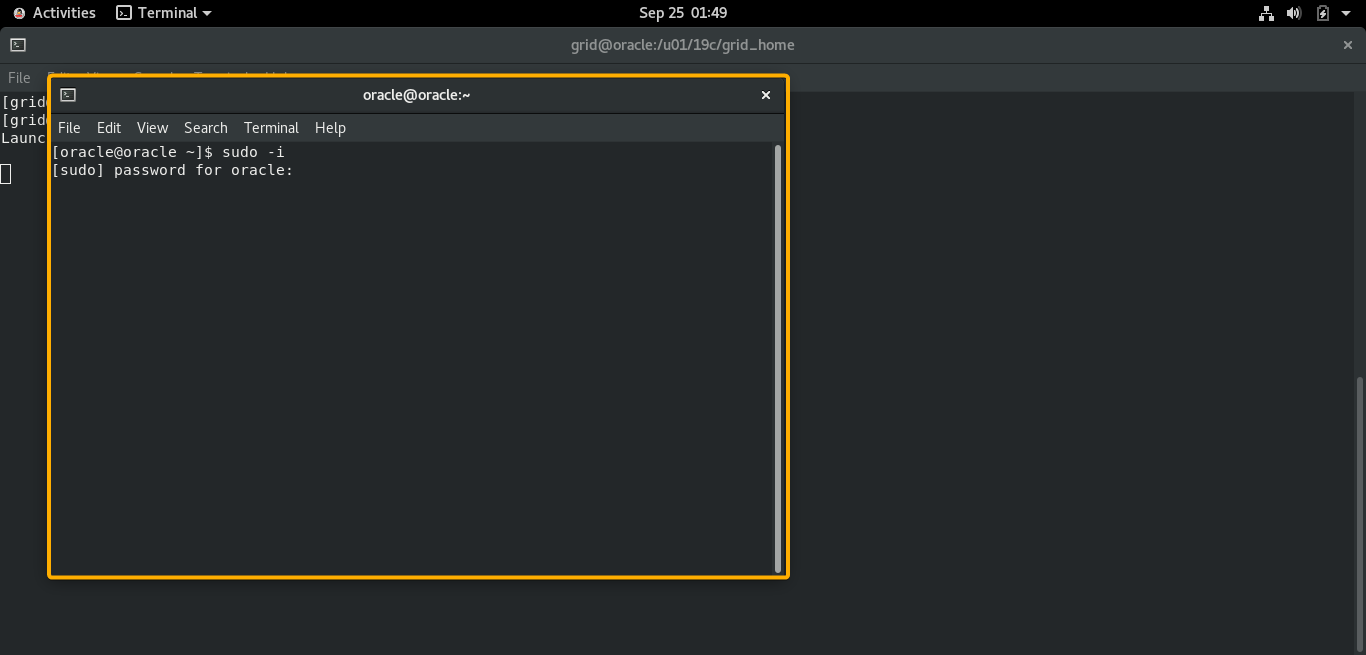 Activities Terminal Sep 25 01:49
grid@oracle:/u01/19c/grid_home
File
[grid
[grid
Launc
oracle@oracle:~
File Edit View Search Terminal Help
[oracle@oracle ~]$ sudo -i
[sudo] password for oracle: